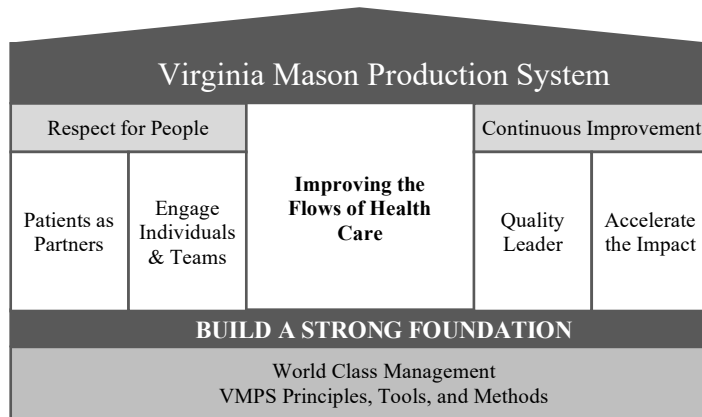 Virginia Mason Production System
Respect for People
Continuous Improvement
Patients as
Partners
Engage
Individuals
& Teams
Improving the
Flows of Health
Care
Quality
Leader
Accelerate
the Impact
BUILD A STRONG FOUNDATION
World Class Management
VMPS Principles, Tools, and Methods